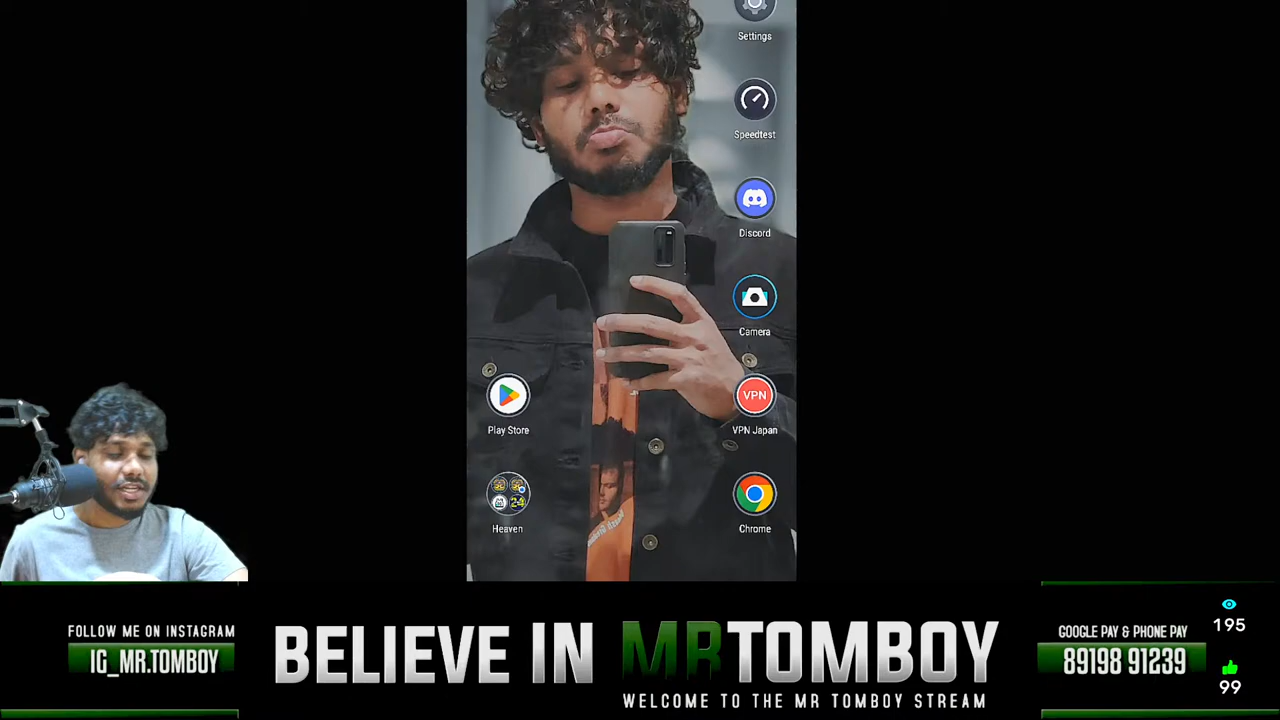 Settings
Speedtest
Discord
Camera
Play Store
VPN
VPN Japan
24
Heaven
Chrome
FOLLOW ME ON INSTAGRAM
IG_MR.TOMBOY
BELIEVE IN MRTOMBOY
WELCOME TO THE MR TOMBOY STREAM
GOOGLE PAY & PHONE PAY
89198 91239
195
99